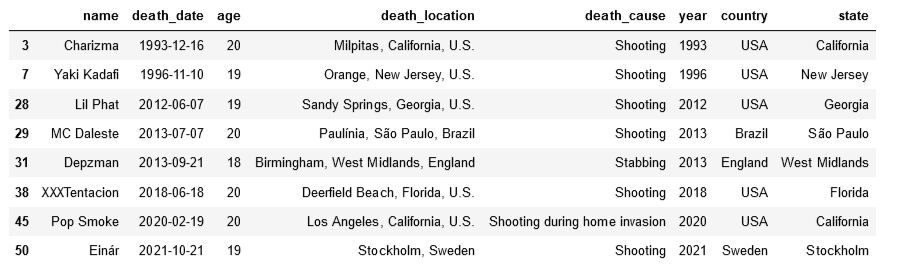 name death_date age death_location death_cause year country state
3 Charizma 1993-12-16 20 Milpitas, California, U.S. Shooting 1993 USA California
7 Yaki Kadafi 1996-11-10 19 Orange, New Jersey, U.S. Shooting 1996 USA New Jersey
28 Lil Phat 2012-06-07 19 Sandy Springs, Georgia, U.S. Shooting 2012 USA Georgia
29 MC Daleste 2013-07-07 20 Paulínia, São Paulo, Brazil Shooting 2013 Brazil São Paulo
31 Depzman 2013-09-21 18 Birmingham, West Midlands, England Stabbing 2013 England West Midlands
38 XXXTentacion 2018-06-18 20 Deerfield Beach, Florida, U.S. Shooting 2018 USA Florida
45 Pop Smoke 2020-02-19 20 Los Angeles, California, U.S. Shooting during home invasion 2020 USA California
50 Einár 2021-10-21 19 Stockholm, Sweden Shooting 2021 Sweden Stockholm